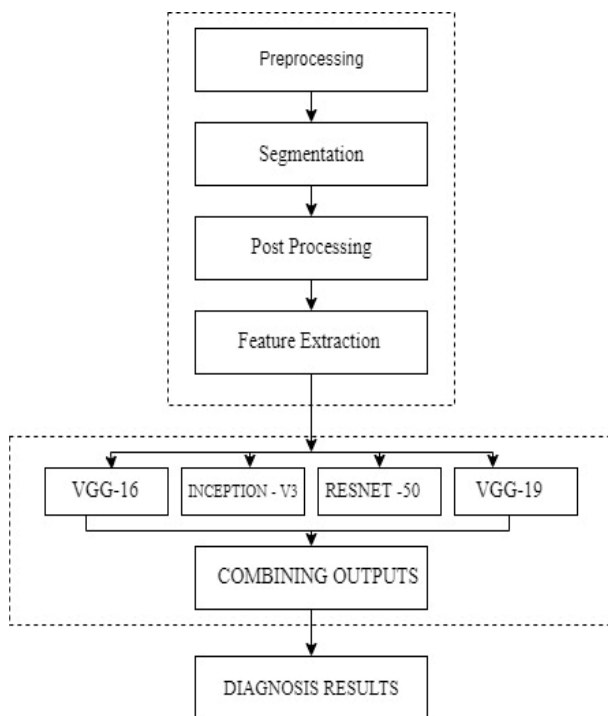 Preprocessing
Segmentation
Post Processing
Feature Extraction
VGG-16
INCEPTION - V3
RESNET -50
VGG-19
COMBINING OUTPUTS
DIAGNOSIS RESULTS